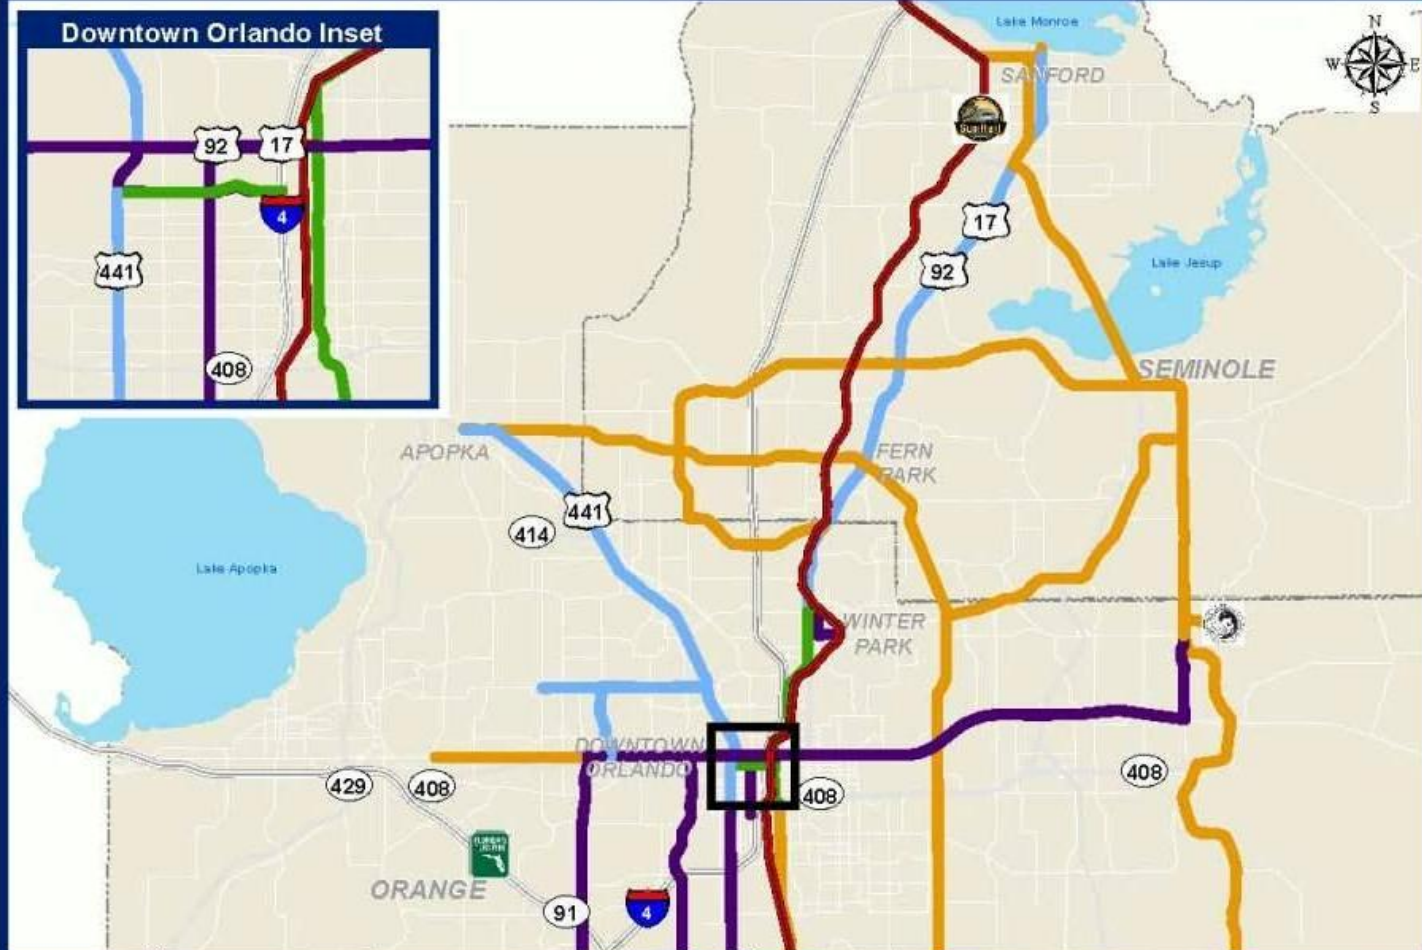 Downtown Orlando Inset
92
17
4
441
408
Lake Monroe
N
W
E
S
SANFORD
SunRail
17
92
Lake Jesup
SEMINOLE
APOPKA
FERN
PARK
441
414
Lake Apopka
WINTER
PARK
DOWNTOWN
ORLANDO
429
408
408
408
ORANGE
91
4